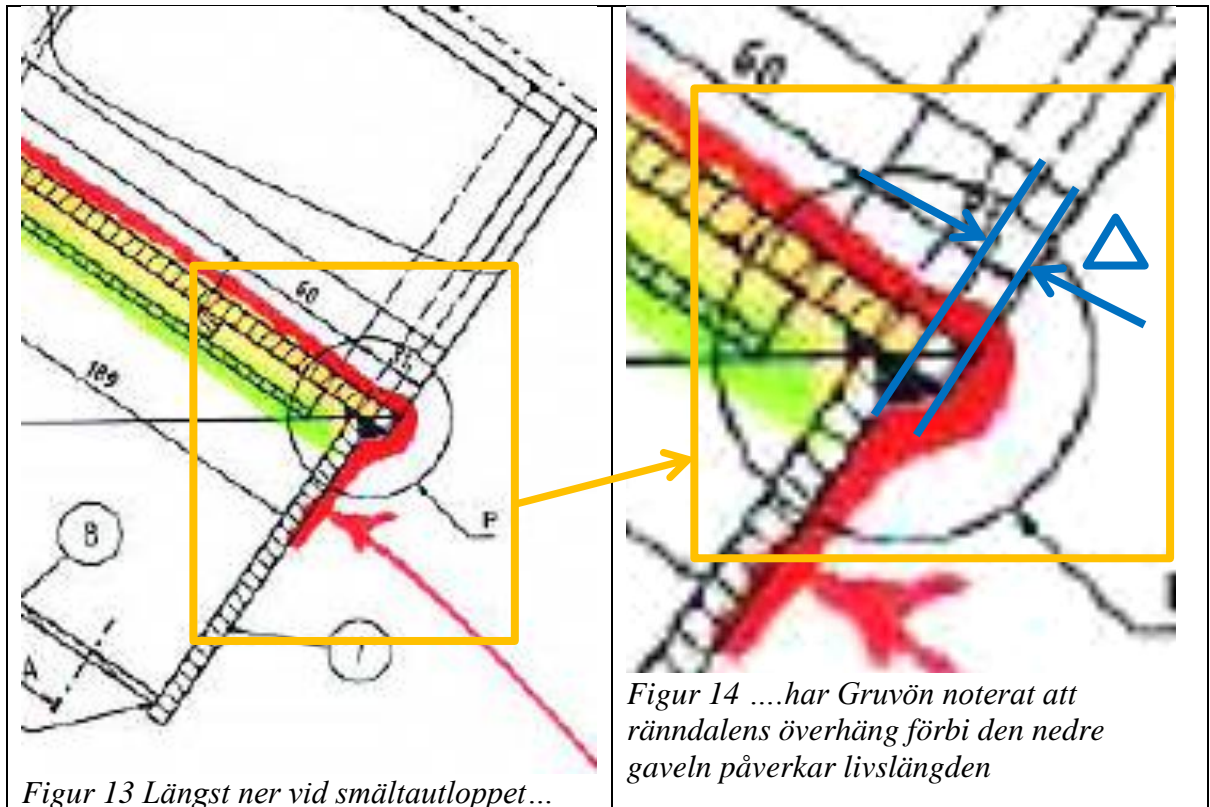 60
189
P
8
A
7
Figur 13 Längst ner vid smältautloppet…
60
Figur 14 ….har Gruvön noterat att
ränndalens överhäng förbi den nedre
gaveln påverkar livslängden